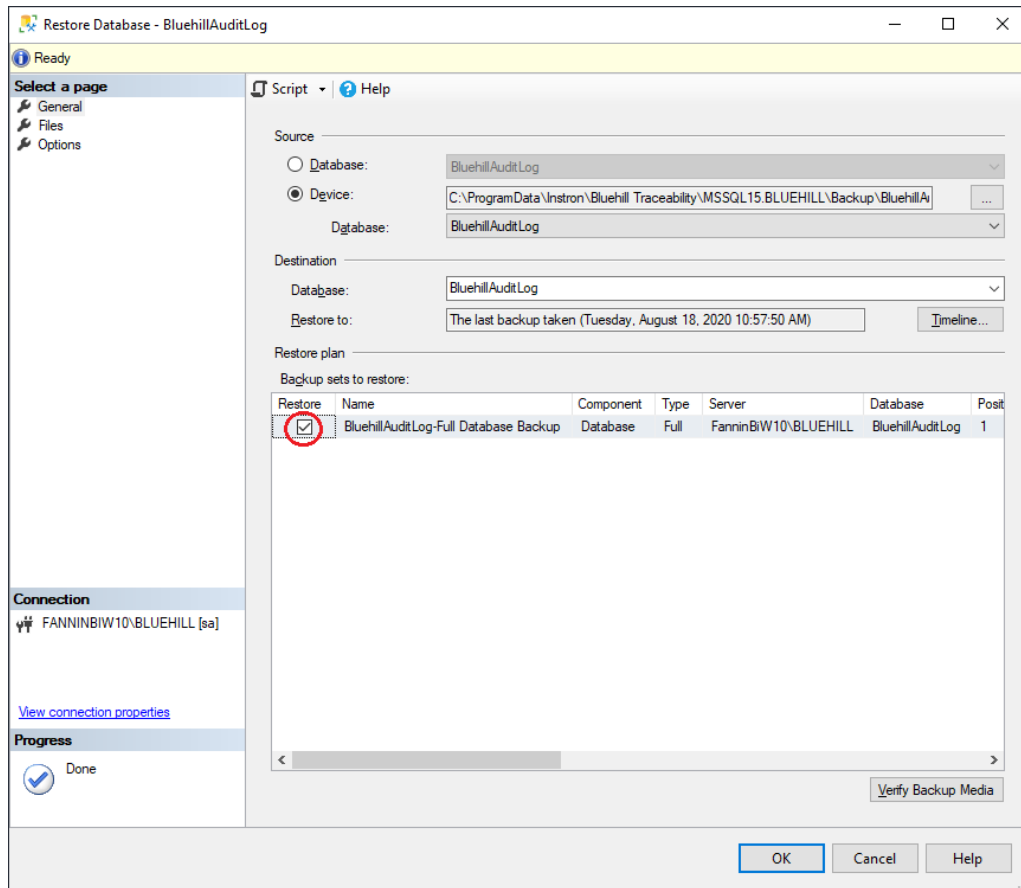 Restore Database - BluehillAuditLog
Ready
Select a page
General
Files
Options
Script Help
Source
Database: BluehillAuditLog
Device: C:\ProgramData\Instron\Bluehill Traceability\MSSQL15.BLUEHILL\Backup\BluehillAu ...
Database: BluehillAuditLog
Destination
Database: BluehillAuditLog
Restore to: The last backup taken (Tuesday, August 18, 2020 10:57:50 AM) Timeline...
Restore plan
Backup sets to restore:
Restore Name Component Type Server Database Posit
BluehillAuditLog-Full Database Backup Database Full FanninBiW10\BLUEHILL BluehillAuditLog 1
Connection
FANNINBIW10\BLUEHILL [sa]
View connection properties
Progress
Done
Verify Backup Media
OK Cancel Help